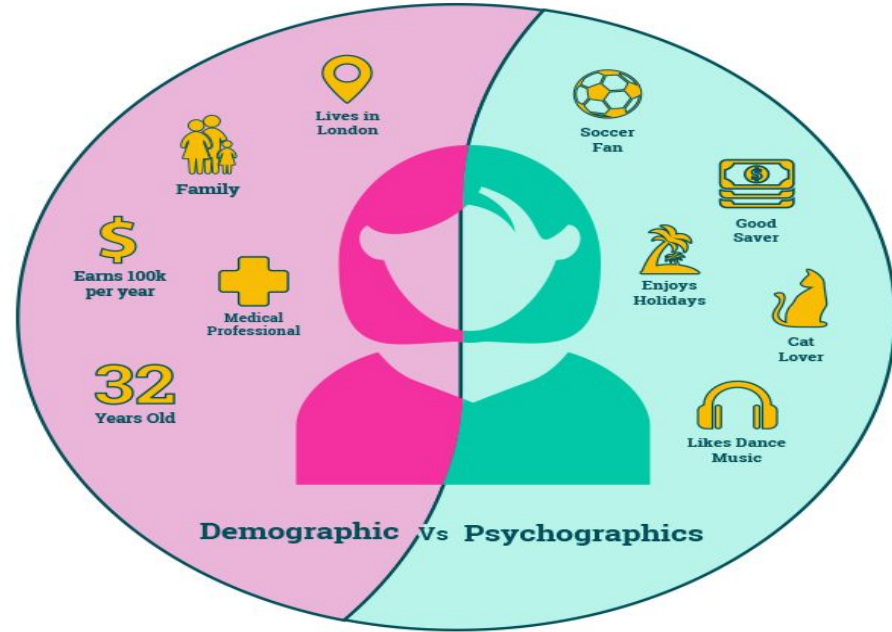 Lives in
London
Family
$
Earns 100k
per year
Medical
Professional
32
Years Old
Soccer
Fan
$
Good
Saver
Enjoys
Holidays
Cat
Lover
Likes Dance
Music
Demographic Vs Psychographics